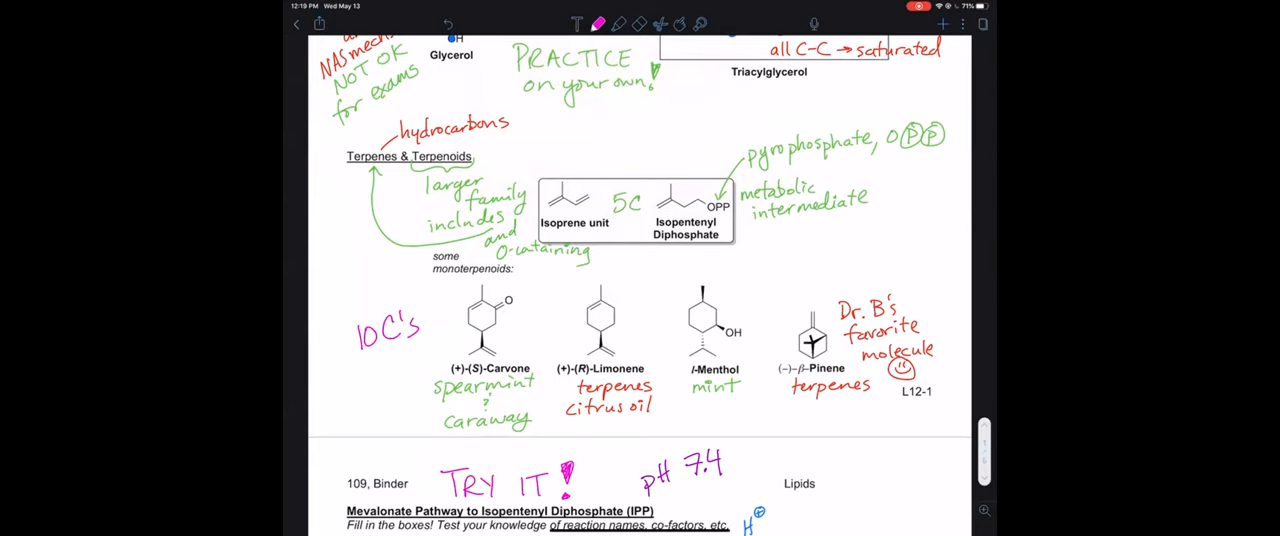 12:19 PM Wed May 13
71%
T
NAS mech
NOT OK
for exams
H
Glycerol
PRACTICE
on your own!
all C-C → saturated
Triacylglycerol
hydrocarbons
Terpenes & Terpenoids
larger
family
includes
and
O-cataining
5C
OPP
Isoprene unit
Isopentenyl
Diphosphate
pyrophosphate, O P P
metabolic
intermediate
some
monoterpenoids:
10 C's
O
OH
(+)-(S)-Carvone
spearmint
?
caraway
(+)-(R)-Limonene
terpenes
citrus oil
l-Menthol
mint
(−)-β-Pinene
terpenes
Dr. B's
favorite
molecule
L12-1
109, Binder
TRY IT!
pH 7.4
Lipids
Mevalonate Pathway to Isopentenyl Diphosphate (IPP)
Fill in the boxes! Test your knowledge of reaction names, co-factors, etc.
H⊕